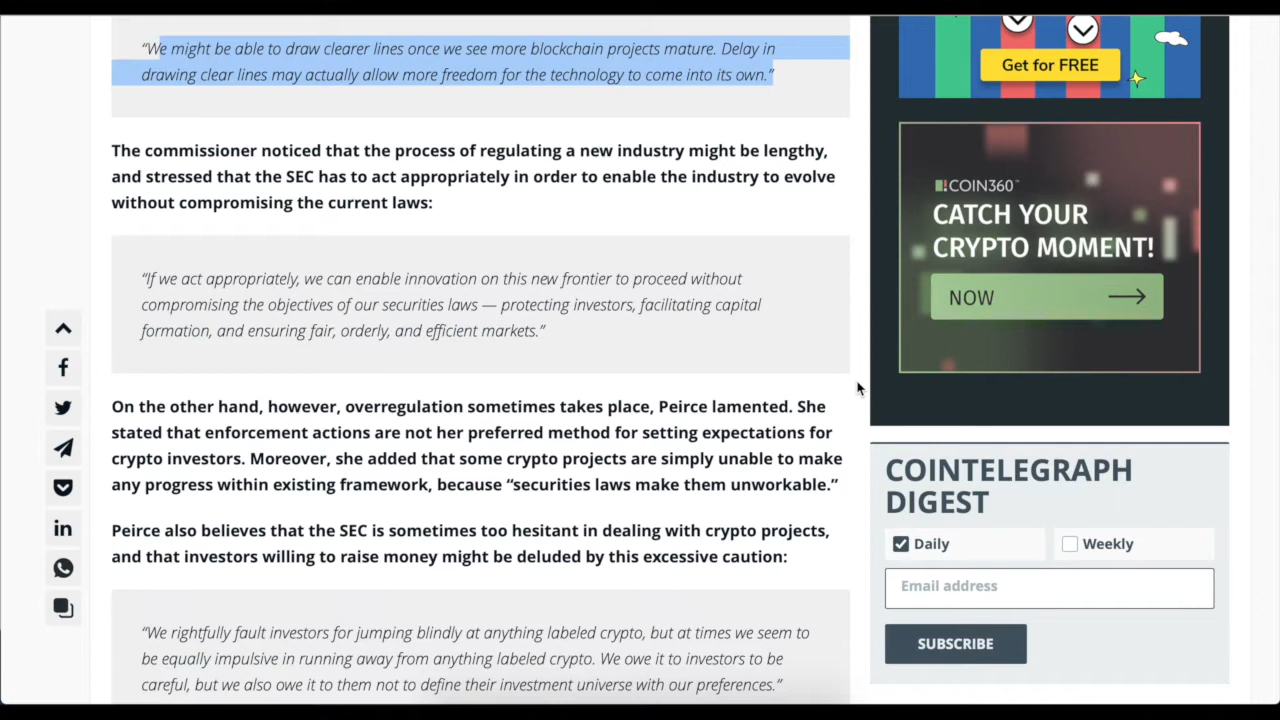 “We might be able to draw clearer lines once we see more blockchain projects mature. Delay in
drawing clear lines may actually allow more freedom for the technology to come into its own.”
The commissioner noticed that the process of regulating a new industry might be lengthy,
and stressed that the SEC has to act appropriately in order to enable the industry to evolve
without compromising the current laws:
“If we act appropriately, we can enable innovation on this new frontier to proceed without
compromising the objectives of our securities laws — protecting investors, facilitating capital
formation, and ensuring fair, orderly, and efficient markets.”
On the other hand, however, overregulation sometimes takes place, Peirce lamented. She
stated that enforcement actions are not her preferred method for setting expectations for
crypto investors. Moreover, she added that some crypto projects are simply unable to make
any progress within existing framework, because “securities laws make them unworkable.”
Peirce also believes that the SEC is sometimes too hesitant in dealing with crypto projects,
and that investors willing to raise money might be deluded by this excessive caution:
“We rightfully fault investors for jumping blindly at anything labeled crypto, but at times we seem to
be equally impulsive in running away from anything labeled crypto. We owe it to investors to be
careful, but we also owe it to them not to define their investment universe with our preferences.”
Get for FREE
COIN360™
CATCH YOUR
CRYPTO MOMENT!
NOW
COINTELEGRAPH
DIGEST
Daily
Weekly
Email address
SUBSCRIBE